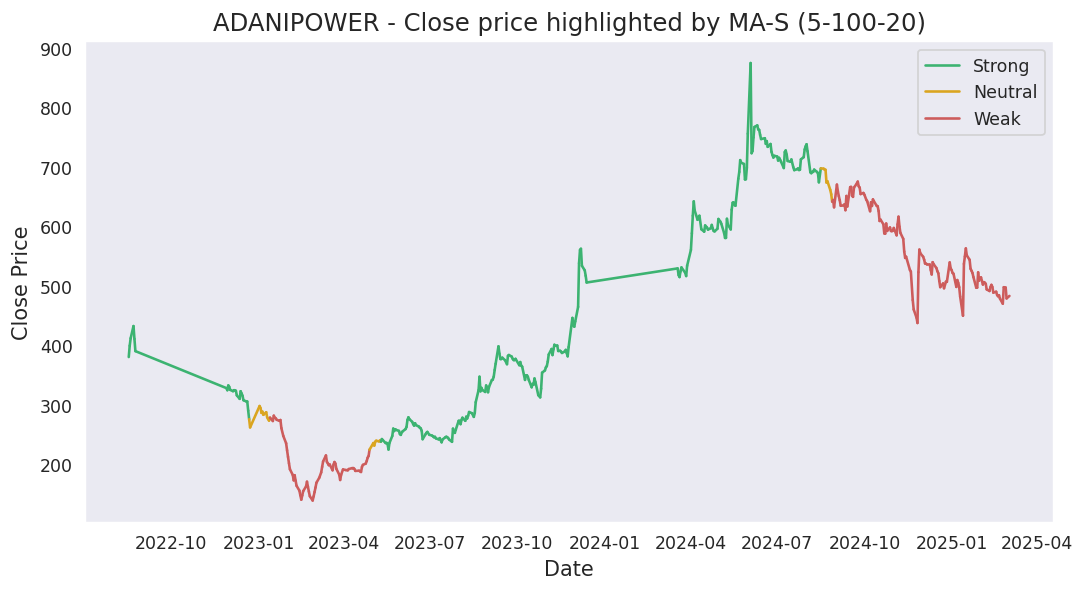 ADANIPOWER - Close price highlighted by MA-S (5-100-20)
Strong
Neutral
Weak
Close Price
900
800
700
600
500
400
300
200
2022-10 2023-01 2023-04 2023-07 2023-10 2024-01 2024-04 2024-07 2024-10 2025-01 2025-04
Date